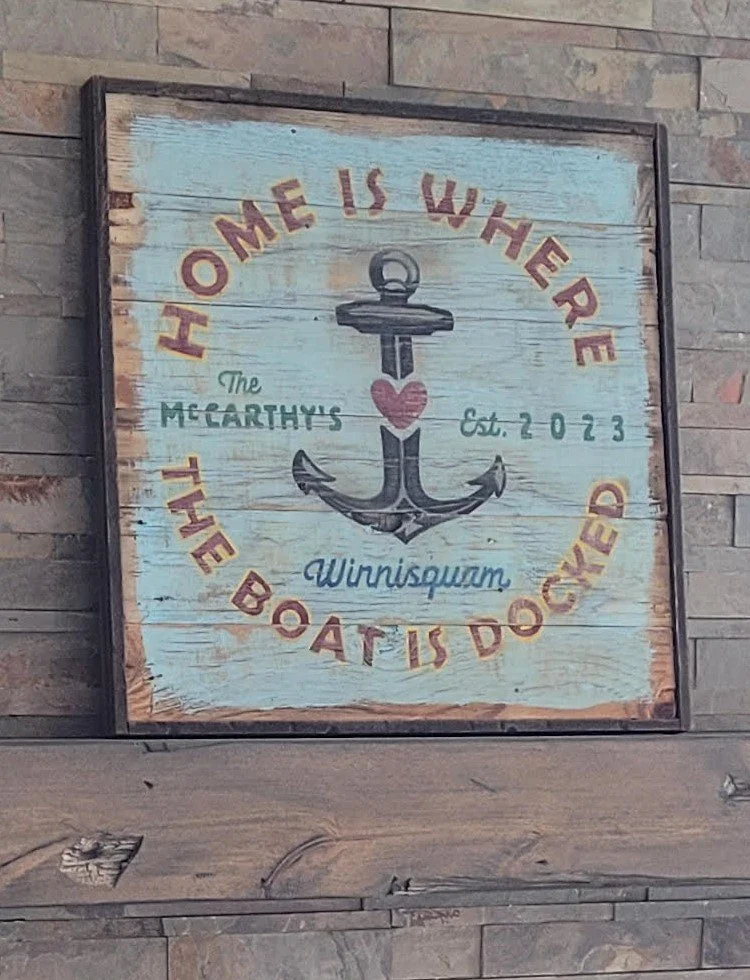 HOME IS WHERE
The
McCARTHY'S
Est. 2023
Winnisquam
THE BOAT IS DOCKED